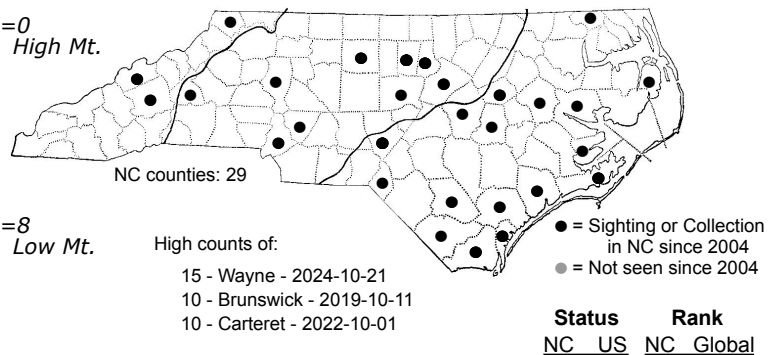 =0
High Mt.
NC counties: 29
=8
Low Mt.
High counts of:
15 - Wayne - 2024-10-21
10 - Brunswick - 2019-10-11
10 - Carteret - 2022-10-01
● = Sighting or Collection
in NC since 2004
● = Not seen since 2004
Status Rank
NC US NC Global